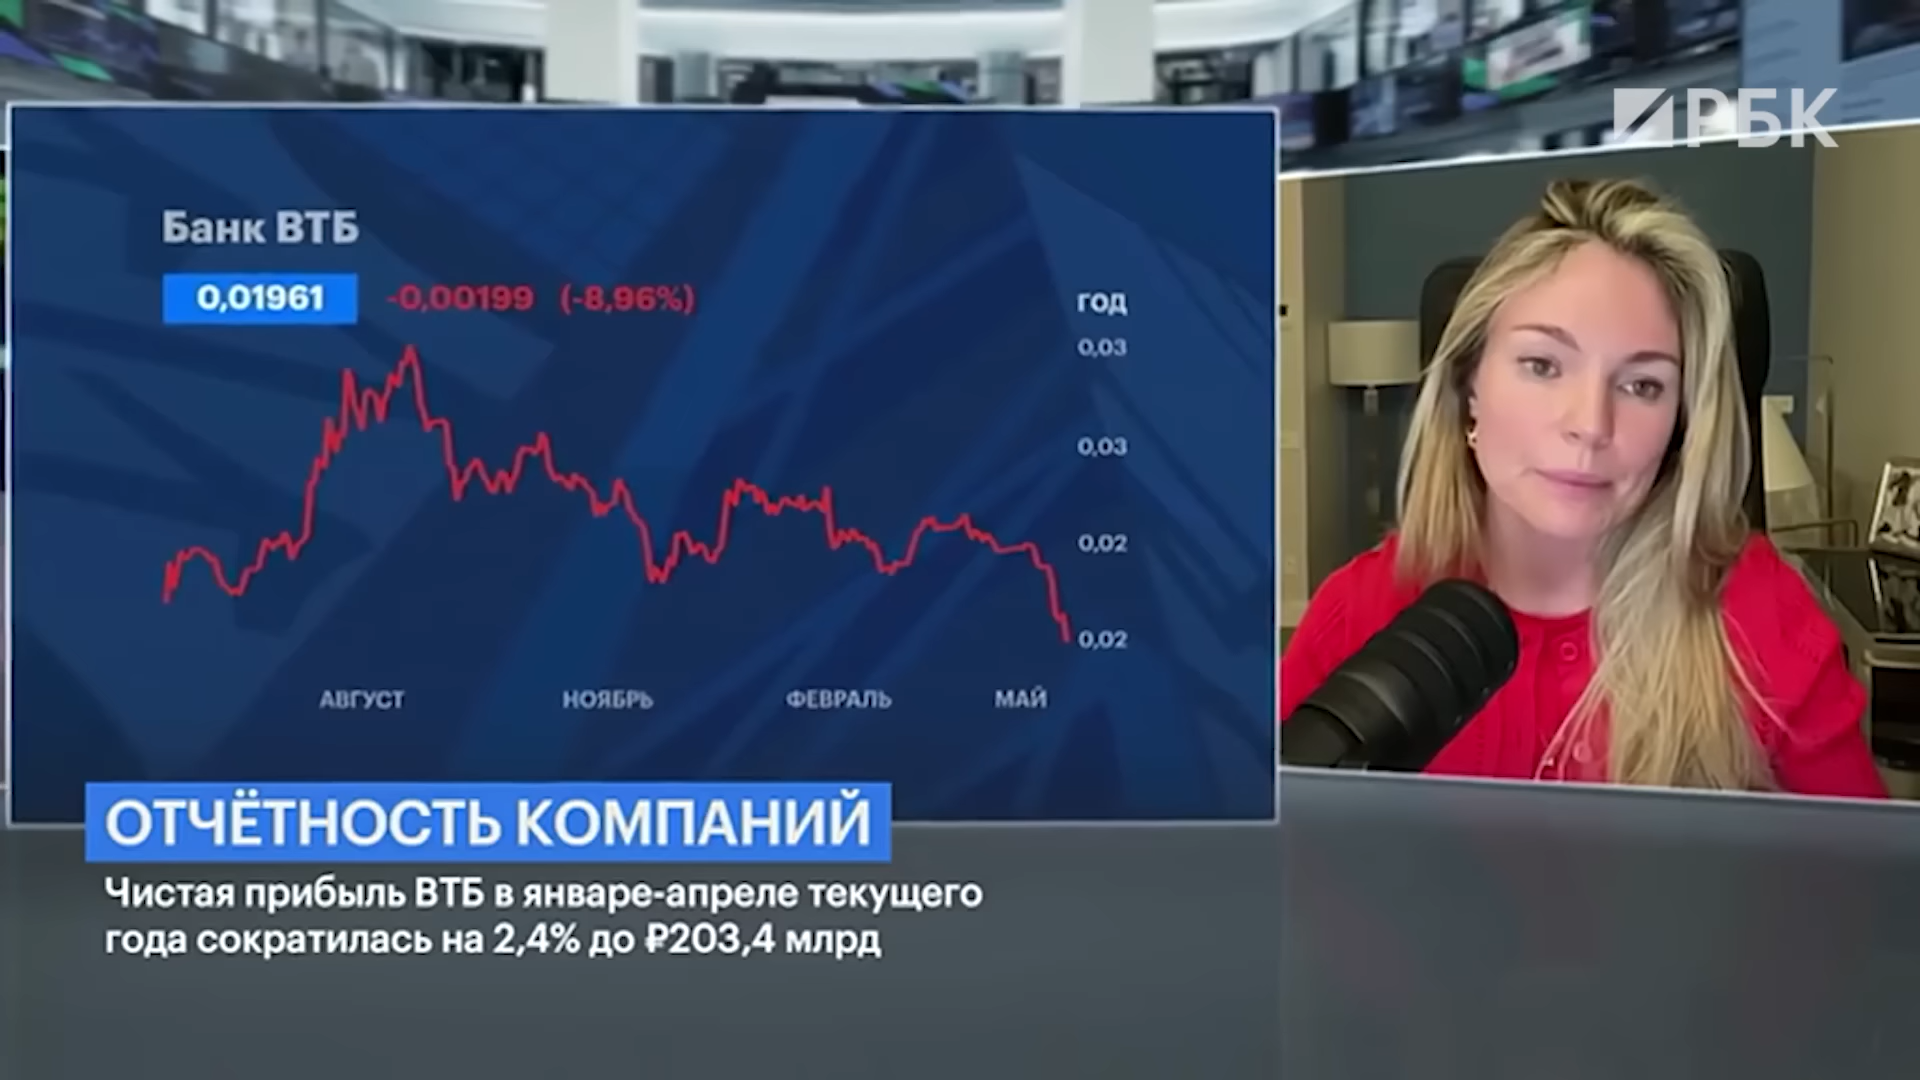 РБК
Банк ВТБ
0,01961 -0,00199 (-8,96%)
ГОД
0,03
0,03
0,02
0,02
АВГУСТ НОЯБРЬ ФЕВРАЛЬ МАЙ
ОТЧЁТНОСТЬ КОМПАНИЙ
Чистая прибыль ВТБ в январе-апреле текущего
года сократилась на 2,4% до ₽203,4 млрд